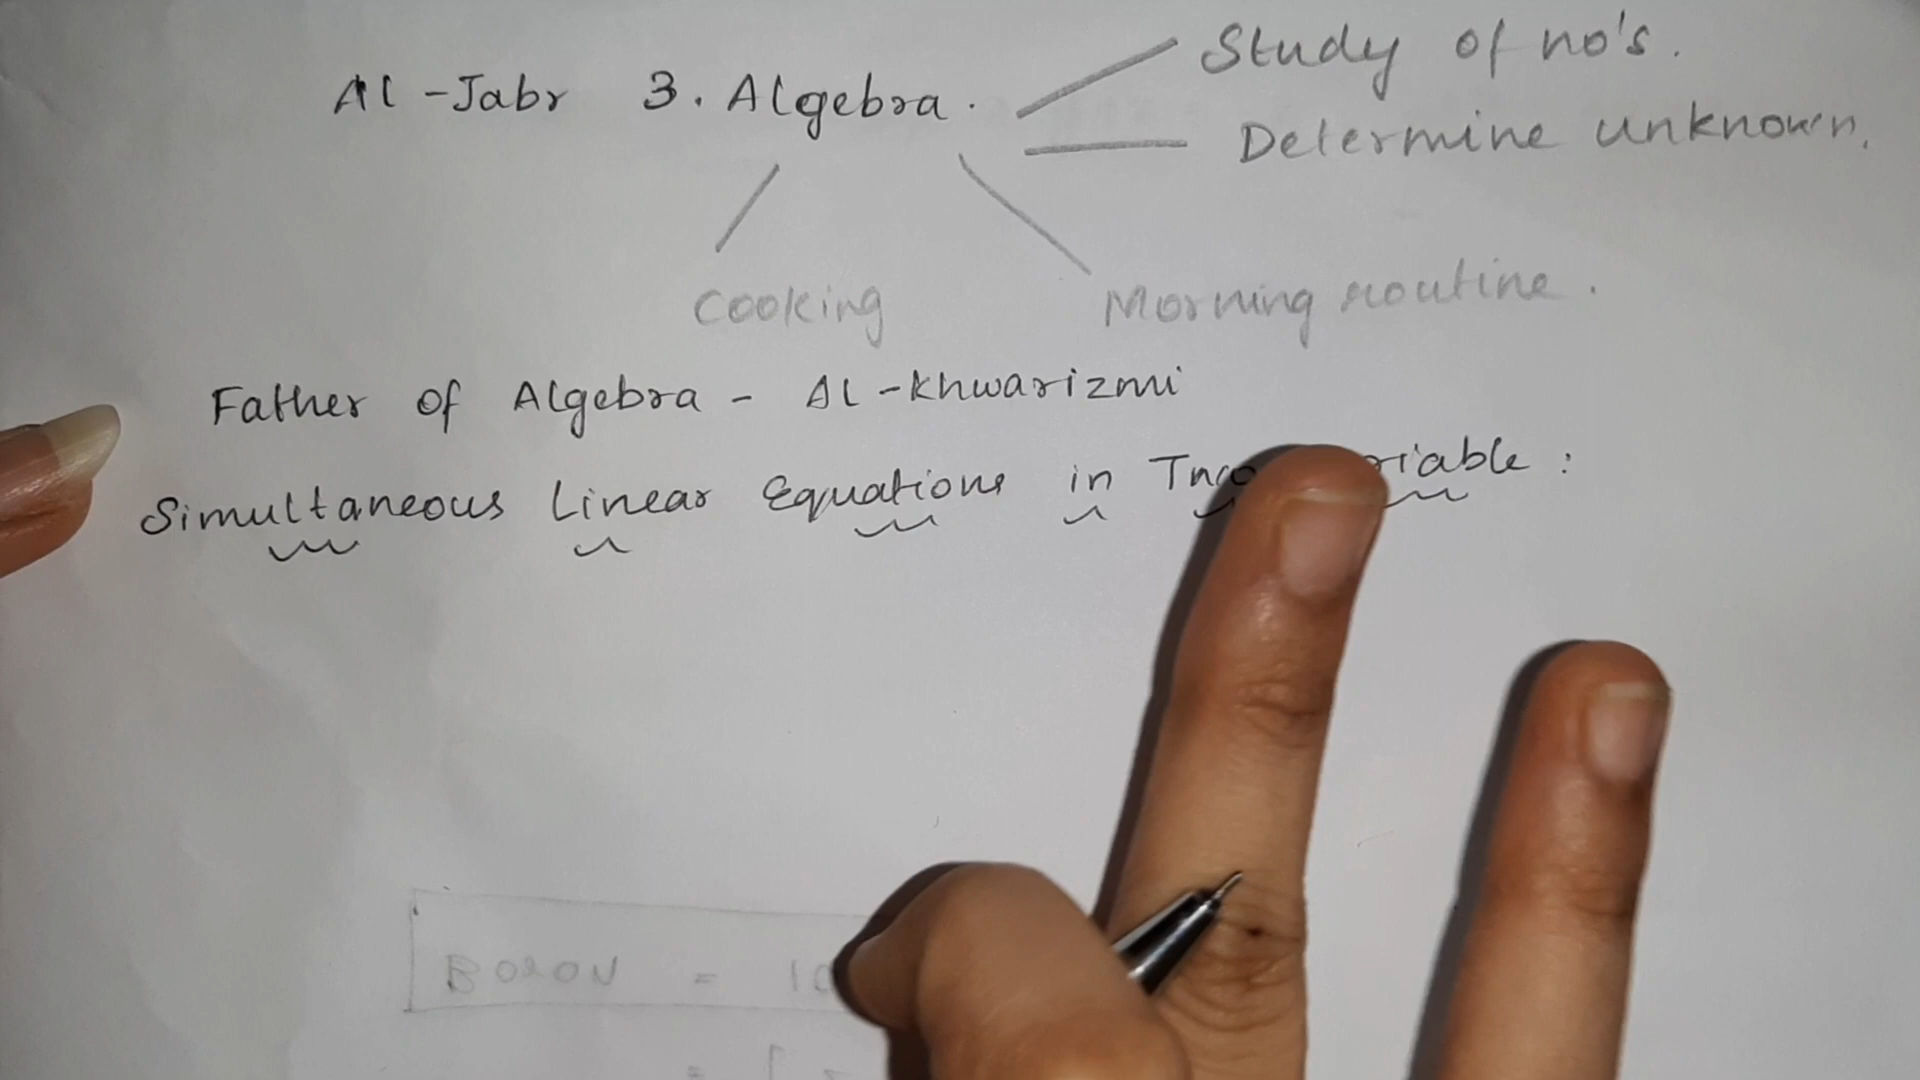 Study of no's.
Al-Jabr 3. Algebra.
Determine unknown.
Cooking
Morning routine.
Father of Algebra - Al-Khwarizmi
Simultaneous Linear Equations in Two :